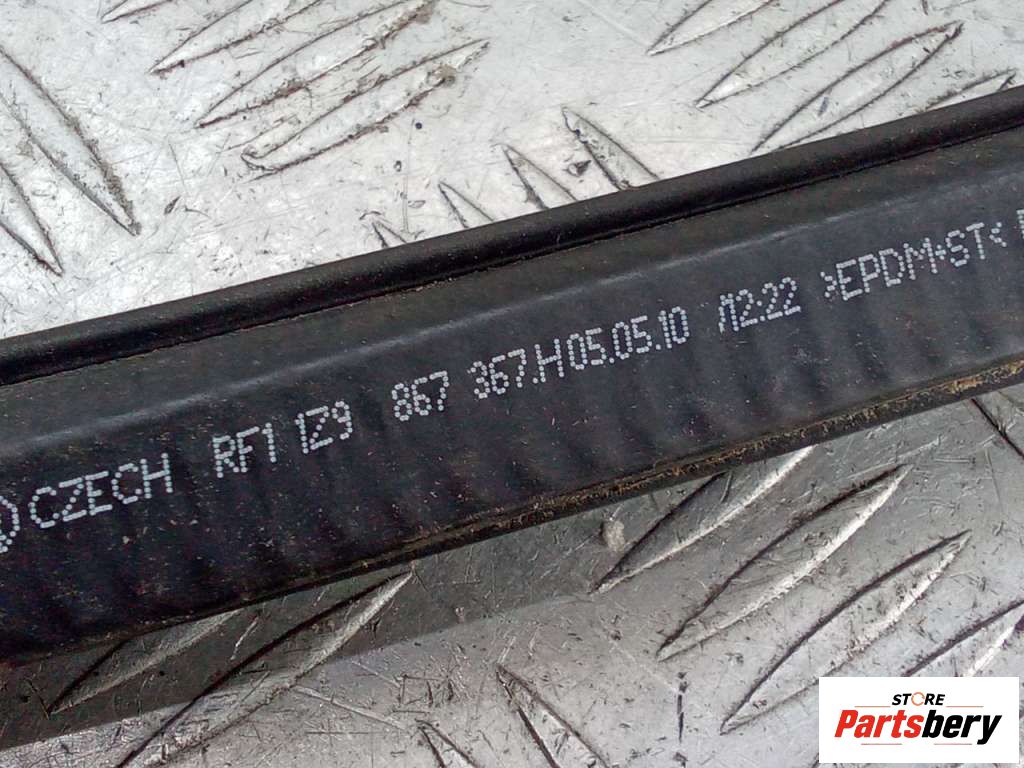 CZECH RF1 1Z9 867 367.H 05.05.10 12:22 >EPDM+ST<
STORE
Partsbery